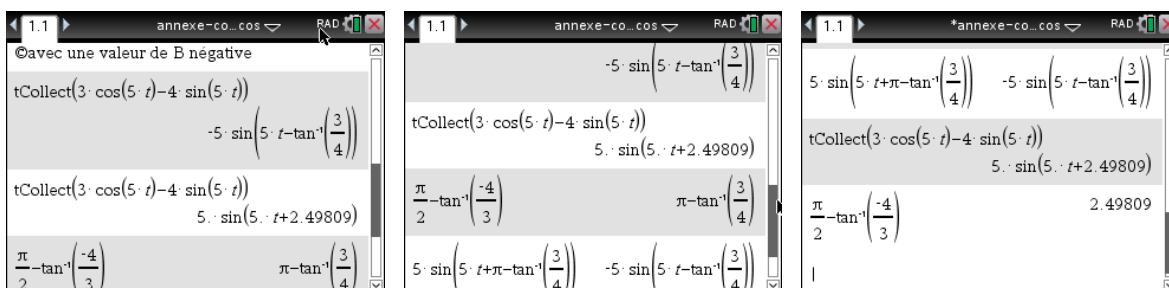 1.1 annexe-co…cos RAD
©avec une valeur de B négative
tCollect(3·cos(5·t)−4·sin(5·t))
-5·sin(5·t−tan⁻¹(3/4))
tCollect(3·cos(5·t)−4·sin(5·t))
5.·sin(5.·t+2.49809)
π/2−tan⁻¹(-4/3) π−tan⁻¹(3/4)
1.1 annexe-co…cos RAD
-5·sin(5·t−tan⁻¹(3/4))
tCollect(3·cos(5·t)−4·sin(5·t))
5.·sin(5.·t+2.49809)
π/2−tan⁻¹(-4/3) π−tan⁻¹(3/4)
5·sin(5·t+π−tan⁻¹(3/4)) -5·sin(5·t−tan⁻¹(3/4))
1.1 *annexe-co…cos RAD
5·sin(5·t+π−tan⁻¹(3/4)) -5·sin(5·t−tan⁻¹(3/4))
tCollect(3·cos(5·t)−4·sin(5·t))
5.·sin(5.·t+2.49809)
π/2−tan⁻¹(-4/3) 2.49809